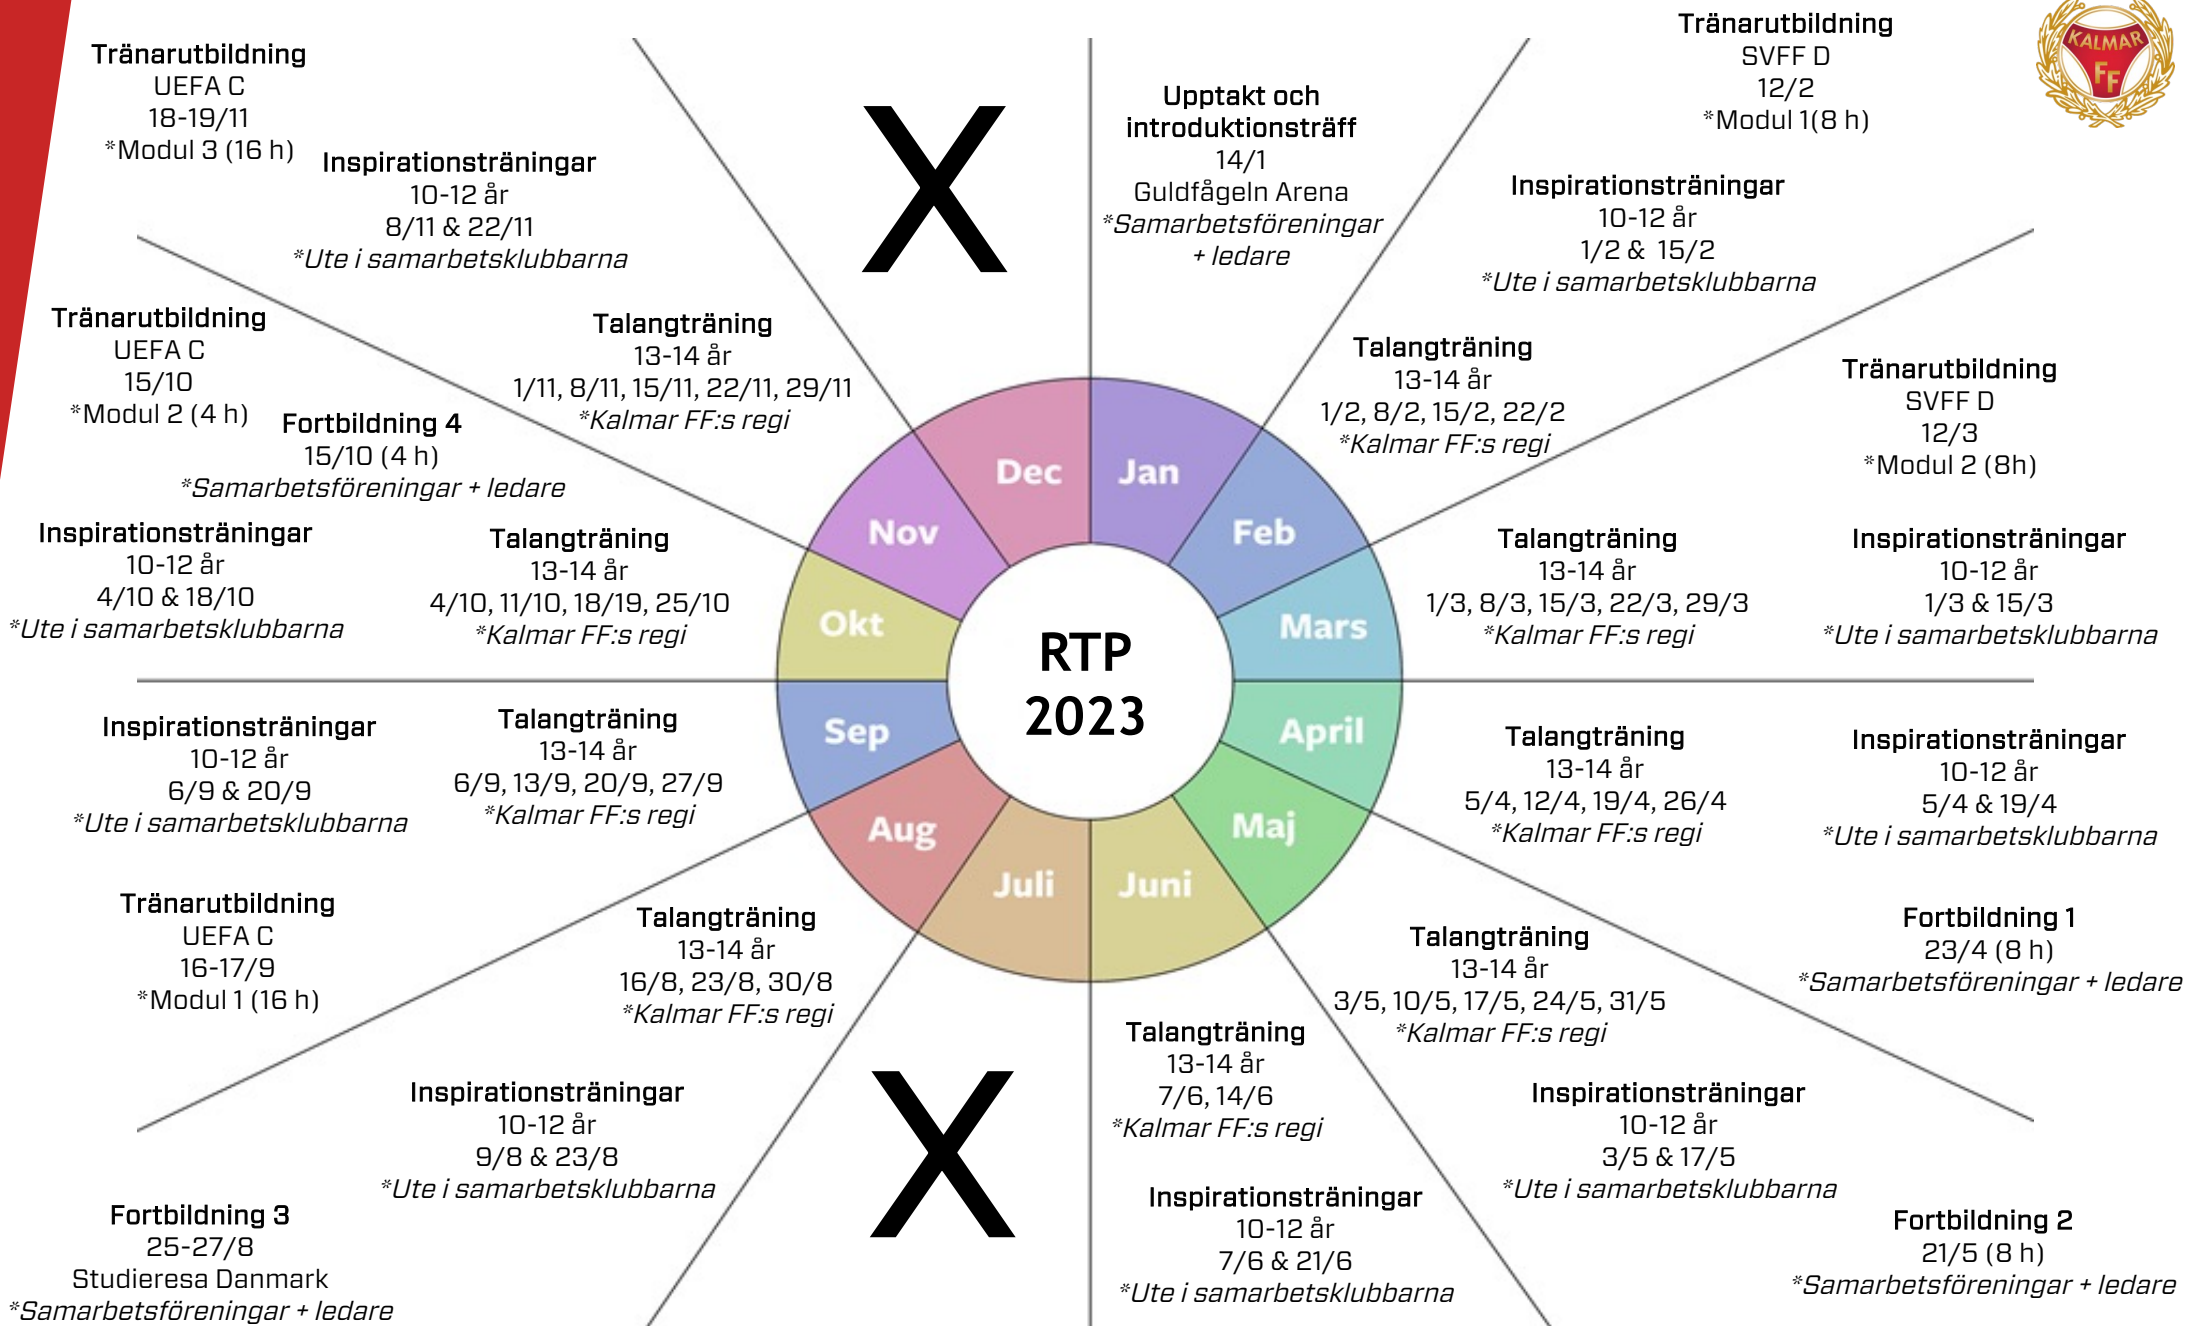 KALMAR
FF
Upptakt och
introduktionsträff
14/1
Guldfågeln Arena
*Samarbetsföreningar
+ ledare
Tränarutbildning
SVFF D
12/2
*Modul 1(8 h)
Inspirationsträningar
10-12 år
1/2 & 15/2
*Ute i samarbetsklubbarna
Talangträning
13-14 år
1/2, 8/2, 15/2, 22/2
*Kalmar FF:s regi
Tränarutbildning
SVFF D
12/3
*Modul 2 (8h)
Talangträning
13-14 år
1/3, 8/3, 15/3, 22/3, 29/3
*Kalmar FF:s regi
Inspirationsträningar
10-12 år
1/3 & 15/3
*Ute i samarbetsklubbarna
Talangträning
13-14 år
5/4, 12/4, 19/4, 26/4
*Kalmar FF:s regi
Inspirationsträningar
10-12 år
5/4 & 19/4
*Ute i samarbetsklubbarna
Fortbildning 1
23/4 (8 h)
*Samarbetsföreningar + ledare
Talangträning
13-14 år
3/5, 10/5, 17/5, 24/5, 31/5
*Kalmar FF:s regi
Inspirationsträningar
10-12 år
3/5 & 17/5
*Ute i samarbetsklubbarna
Fortbildning 2
21/5 (8 h)
*Samarbetsföreningar + ledare
Talangträning
13-14 år
7/6, 14/6
*Kalmar FF:s regi
Inspirationsträningar
10-12 år
7/6 & 21/6
*Ute i samarbetsklubbarna
X
Talangträning
13-14 år
16/8, 23/8, 30/8
*Kalmar FF:s regi
Inspirationsträningar
10-12 år
9/8 & 23/8
*Ute i samarbetsklubbarna
Fortbildning 3
25-27/8
Studieresa Danmark
*Samarbetsföreningar + ledare
Inspirationsträningar
10-12 år
6/9 & 20/9
*Ute i samarbetsklubbarna
Talangträning
13-14 år
6/9, 13/9, 20/9, 27/9
*Kalmar FF:s regi
Tränarutbildning
UEFA C
16-17/9
*Modul 1 (16 h)
Tränarutbildning
UEFA C
15/10
*Modul 2 (4 h)
Fortbildning 4
15/10 (4 h)
*Samarbetsföreningar + ledare
Inspirationsträningar
10-12 år
4/10 & 18/10
*Ute i samarbetsklubbarna
Talangträning
13-14 år
4/10, 11/10, 18/19, 25/10
*Kalmar FF:s regi
Tränarutbildning
UEFA C
18-19/11
*Modul 3 (16 h)
Inspirationsträningar
10-12 år
8/11 & 22/11
*Ute i samarbetsklubbarna
Talangträning
13-14 år
1/11, 8/11, 15/11, 22/11, 29/11
*Kalmar FF:s regi
X
Jan
Feb
Mars
April
Maj
Juni
Juli
Aug
Sep
Okt
Nov
Dec
RTP
2023